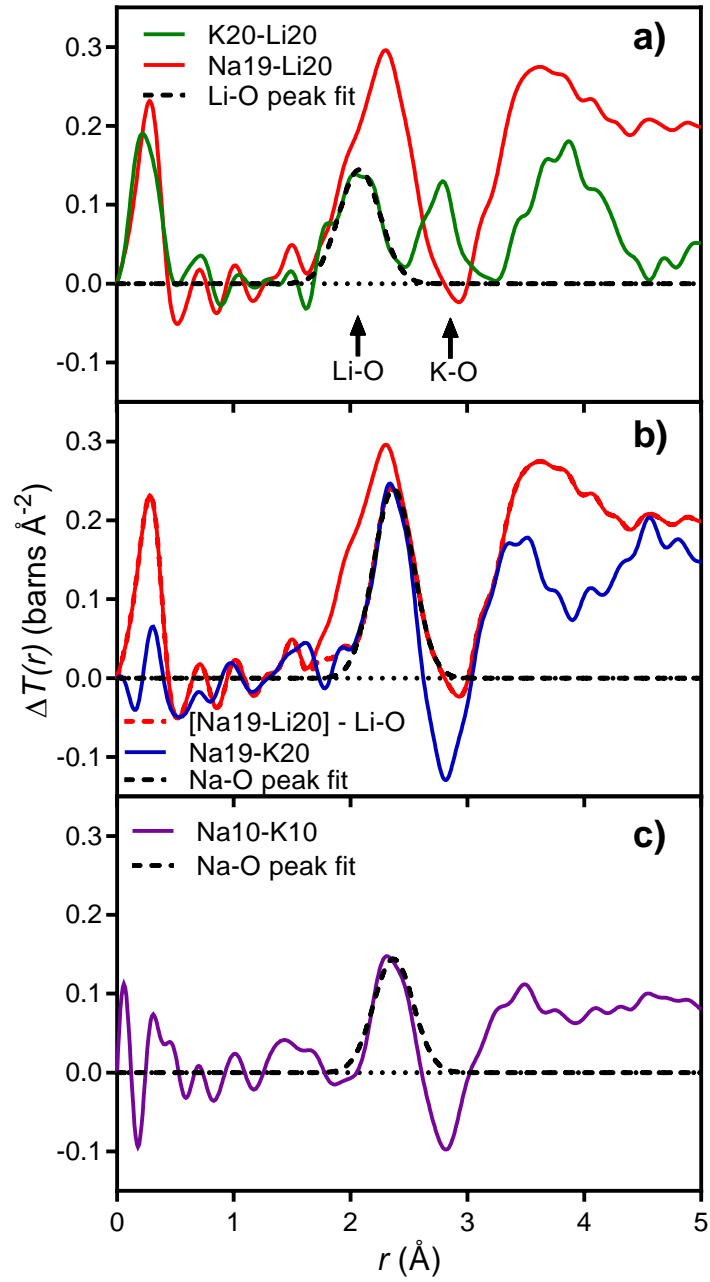 a)
K20-Li20
Na19-Li20
Li-O peak fit
0.3
0.2
0.1
0.0
-0.1
Li-O
K-O
b)
0.3
0.2
0.1
0.0
-0.1
[Na19-Li20] - Li-O
Na19-K20
Na-O peak fit
ΔT(r) (barns Å-2)
c)
Na10-K10
Na-O peak fit
0.3
0.2
0.1
0.0
-0.1
0 1 2 3 4 5
r (Å)